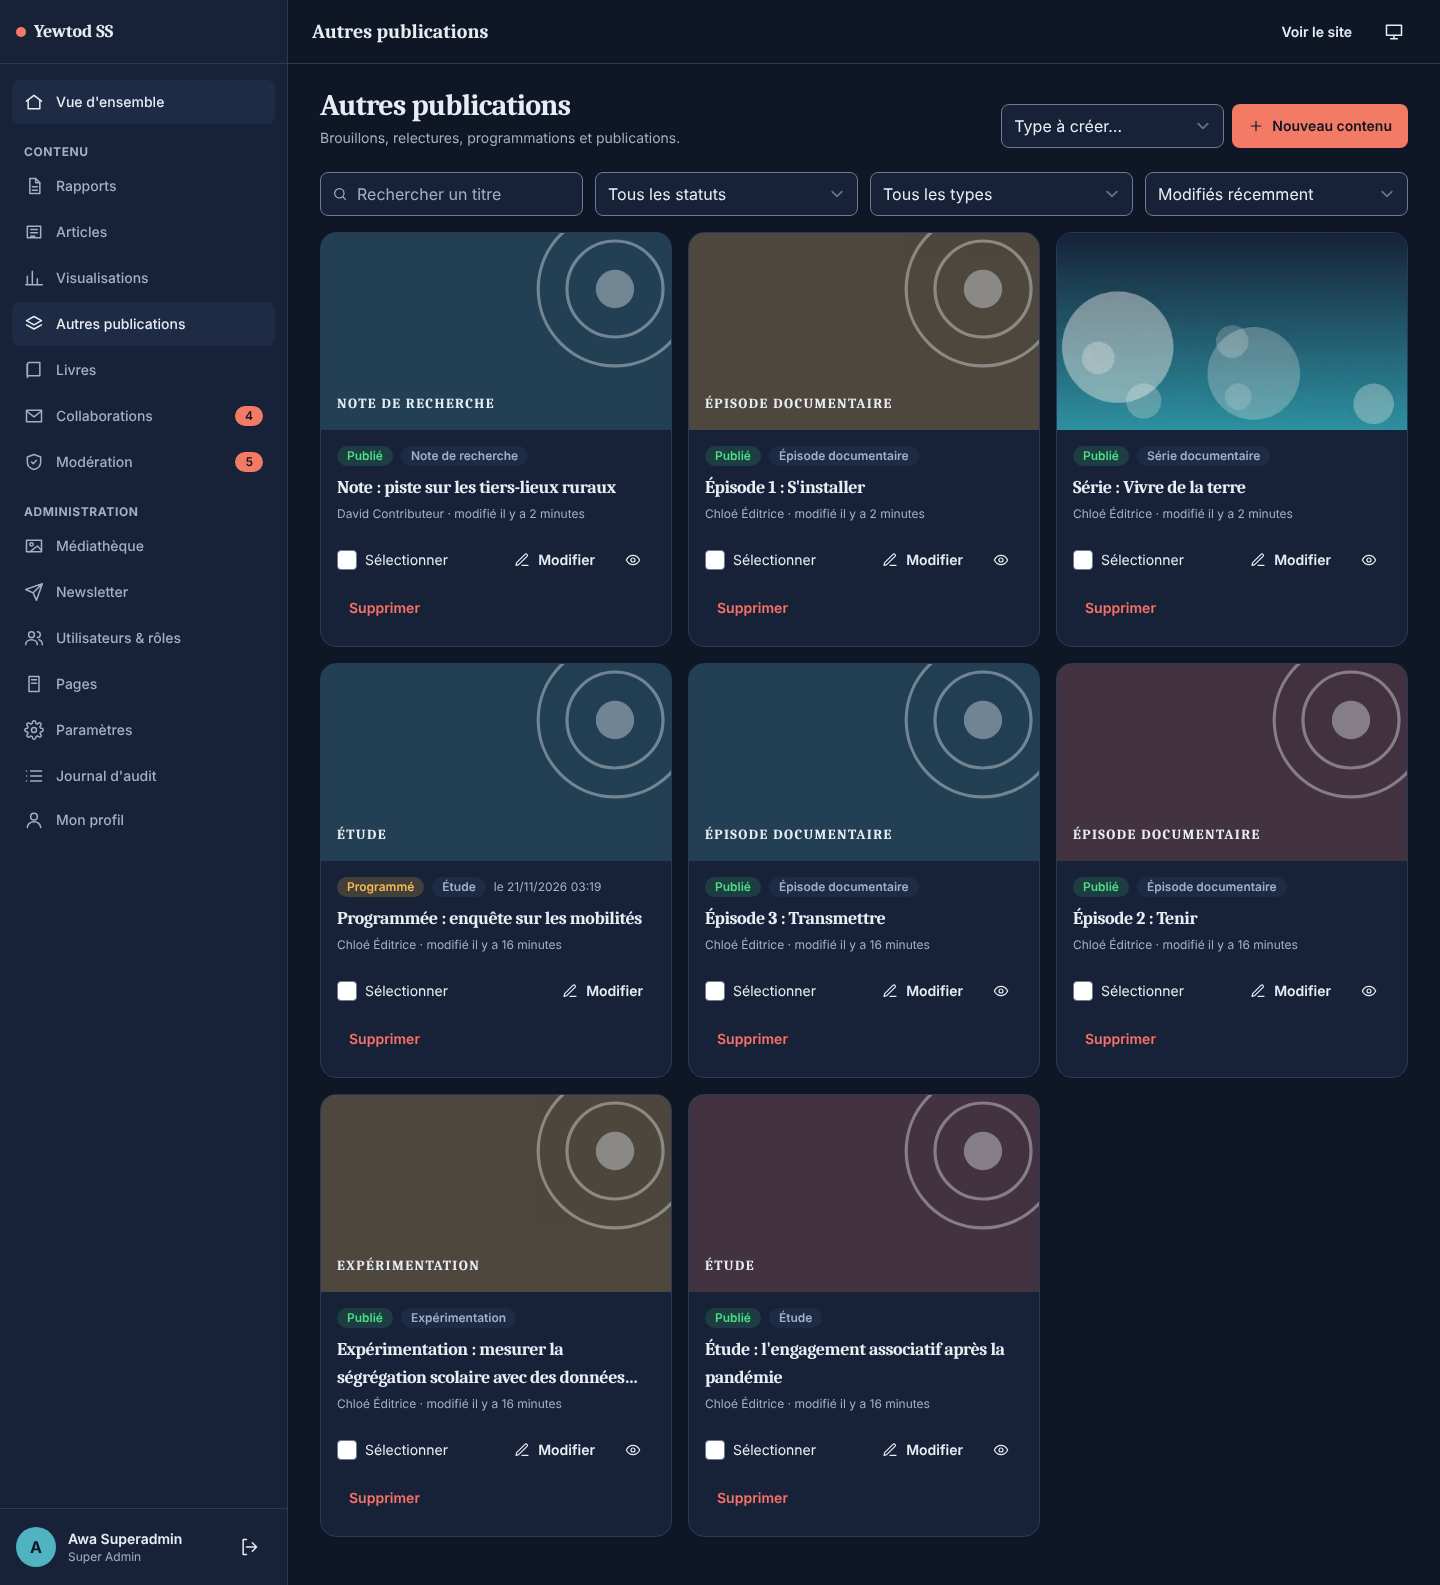 Yewtod SS
Autres publications
Voir le site
Vue d'ensemble
CONTENU
Rapports
Articles
Visualisations
Autres publications
Livres
Collaborations 4
Modération 5
ADMINISTRATION
Médiathèque
Newsletter
Utilisateurs & rôles
Pages
Paramètres
Journal d'audit
Mon profil
A
Awa Superadmin
Super Admin
Autres publications
Brouillons, relectures, programmations et publications.
Type à créer...
Nouveau contenu
Rechercher un titre
Tous les statuts
Tous les types
Modifiés récemment
NOTE DE RECHERCHE
Publié Note de recherche
Note : piste sur les tiers-lieux ruraux
David Contributeur · modifié il y a 2 minutes
Sélectionner Modifier
Supprimer
ÉPISODE DOCUMENTAIRE
Publié Épisode documentaire
Épisode 1 : S'installer
Chloé Éditrice · modifié il y a 2 minutes
Sélectionner Modifier
Supprimer
Publié Série documentaire
Série : Vivre de la terre
Chloé Éditrice · modifié il y a 2 minutes
Sélectionner Modifier
Supprimer
ÉTUDE
Programmé Étude le 21/11/2026 03:19
Programmée : enquête sur les mobilités
Chloé Éditrice · modifié il y a 16 minutes
Sélectionner Modifier
Supprimer
ÉPISODE DOCUMENTAIRE
Publié Épisode documentaire
Épisode 3 : Transmettre
Chloé Éditrice · modifié il y a 16 minutes
Sélectionner Modifier
Supprimer
ÉPISODE DOCUMENTAIRE
Publié Épisode documentaire
Épisode 2 : Tenir
Chloé Éditrice · modifié il y a 16 minutes
Sélectionner Modifier
Supprimer
EXPÉRIMENTATION
Publié Expérimentation
Expérimentation : mesurer la
ségrégation scolaire avec des données...
Chloé Éditrice · modifié il y a 16 minutes
Sélectionner Modifier
Supprimer
ÉTUDE
Publié Étude
Étude : l'engagement associatif après la
pandémie
Chloé Éditrice · modifié il y a 16 minutes
Sélectionner Modifier
Supprimer